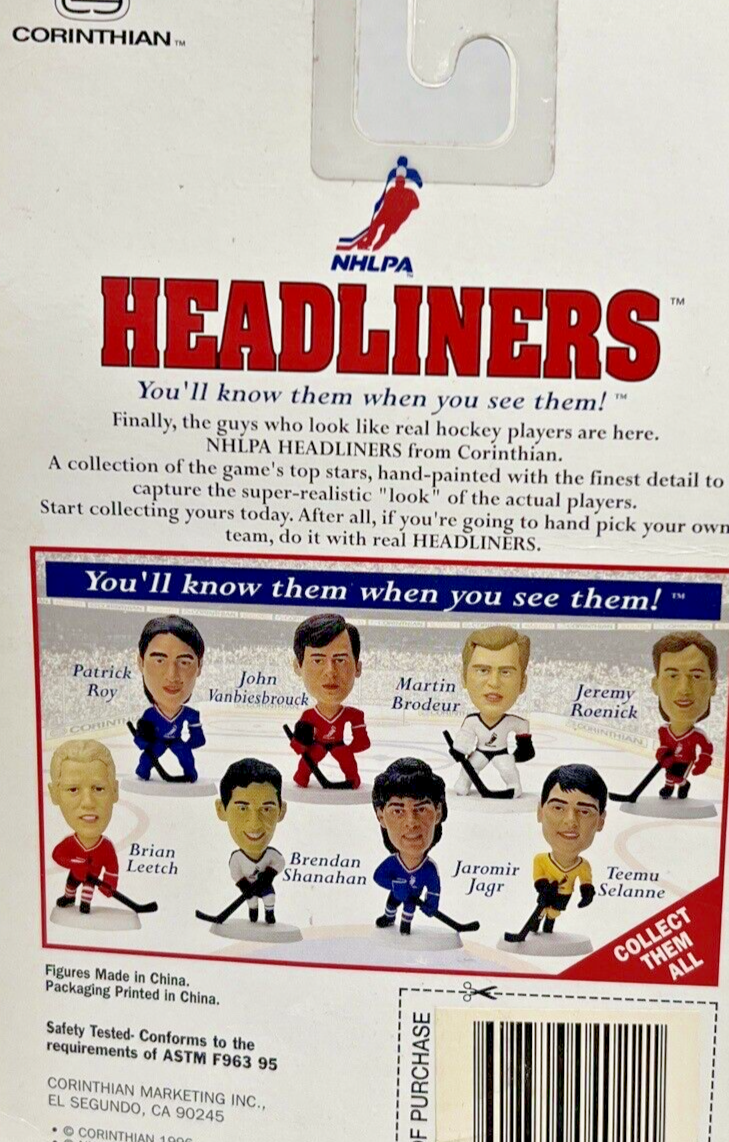 CORINTHIAN™
NHLPA
HEADLINERS™
You'll know them when you see them! ™
Finally, the guys who look like real hockey players are here.
NHLPA HEADLINERS from Corinthian.
A collection of the game's top stars, hand-painted with the finest detail to
capture the super-realistic "look" of the actual players.
Start collecting yours today. After all, if you're going to hand pick your own
team, do it with real HEADLINERS.
You'll know them when you see them! ™
Patrick
Roy
John
Vanbiesbrouck
Martin
Brodeur
Jeremy
Roenick
CORINTHIAN
Brian
Leetch
Brendan
Shanahan
Jaromir
Jagr
Teemu
Selanne
COLLECT
THEM
ALL
Figures Made in China.
Packaging Printed in China.
Safety Tested- Conforms to the
requirements of ASTM F963 95
CORINTHIAN MARKETING INC.,
EL SEGUNDO, CA 90245
• © CORINTHIAN
OF PURCHASE